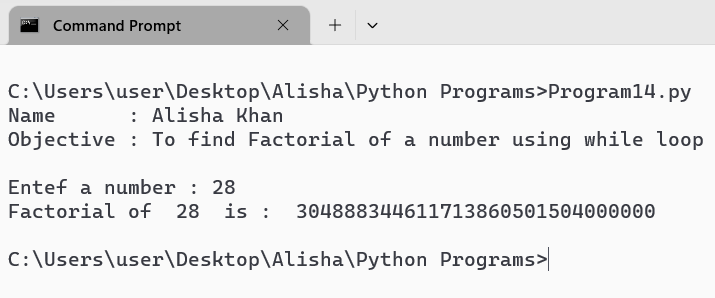 Command Prompt
C:\Users\user\Desktop\Alisha\Python Programs>Program14.py
Name      : Alisha Khan
Objective : To find Factorial of a number using while loop
Entef a number : 28
Factorial of  28  is :  304888344611713860501504000000
C:\Users\user\Desktop\Alisha\Python Programs>